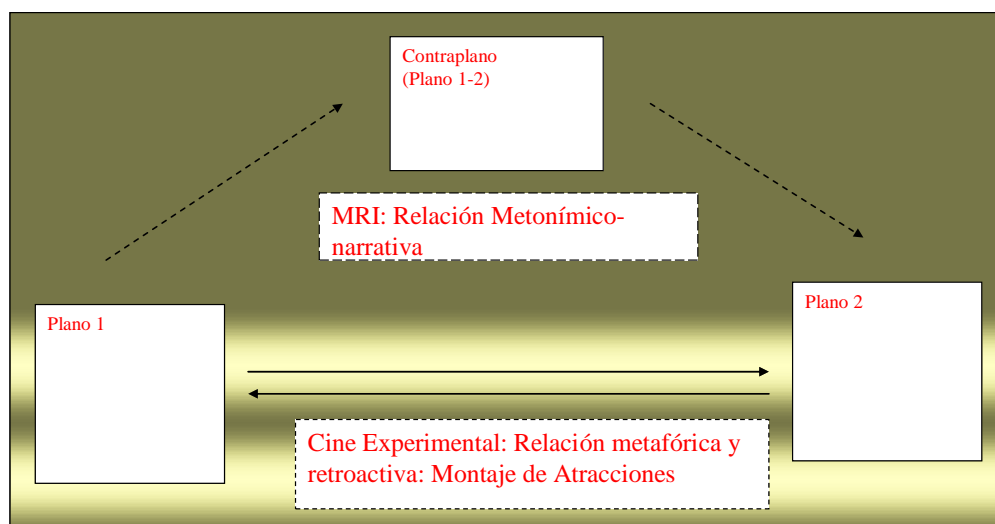 Contraplano
(Plano 1-2)
MRI: Relación Metonímico-
narrativa
Plano 1
Plano 2
Cine Experimental: Relación metafórica y
retroactiva: Montaje de Atracciones